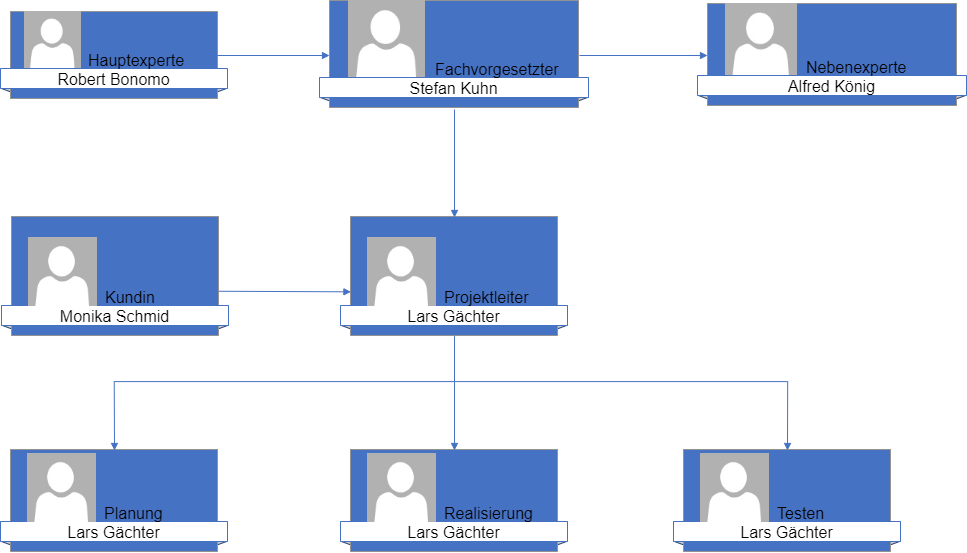 Hauptexperte
Robert Bonomo
Fachvorgesetzter
Stefan Kuhn
Nebenexperte
Alfred König
Kundin
Monika Schmid
Projektleiter
Lars Gächter
Planung
Lars Gächter
Realisierung
Lars Gächter
Testen
Lars Gächter